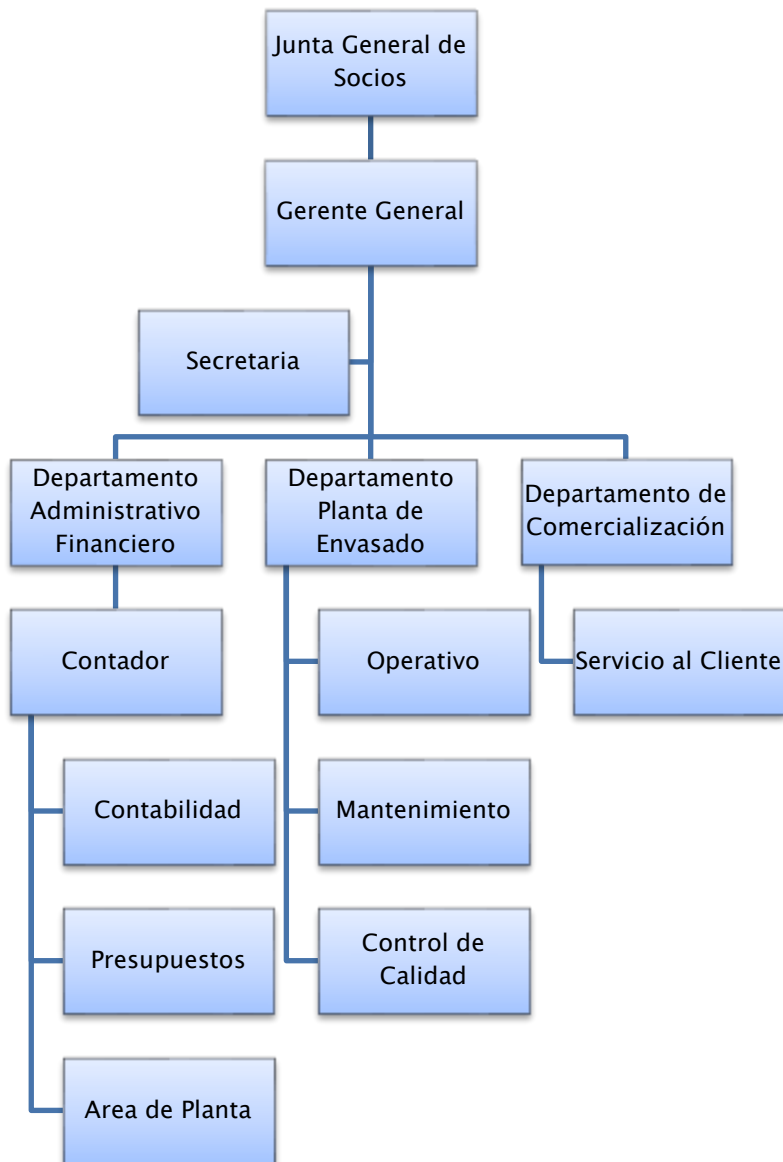 Junta General de
Socios
Gerente General
Secretaria
Departamento
Administrativo
Financiero
Departamento
Planta de
Envasado
Departamento de
Comercialización
Contador
Operativo
Servicio al Cliente
Contabilidad
Mantenimiento
Presupuestos
Control de
Calidad
Area de Planta